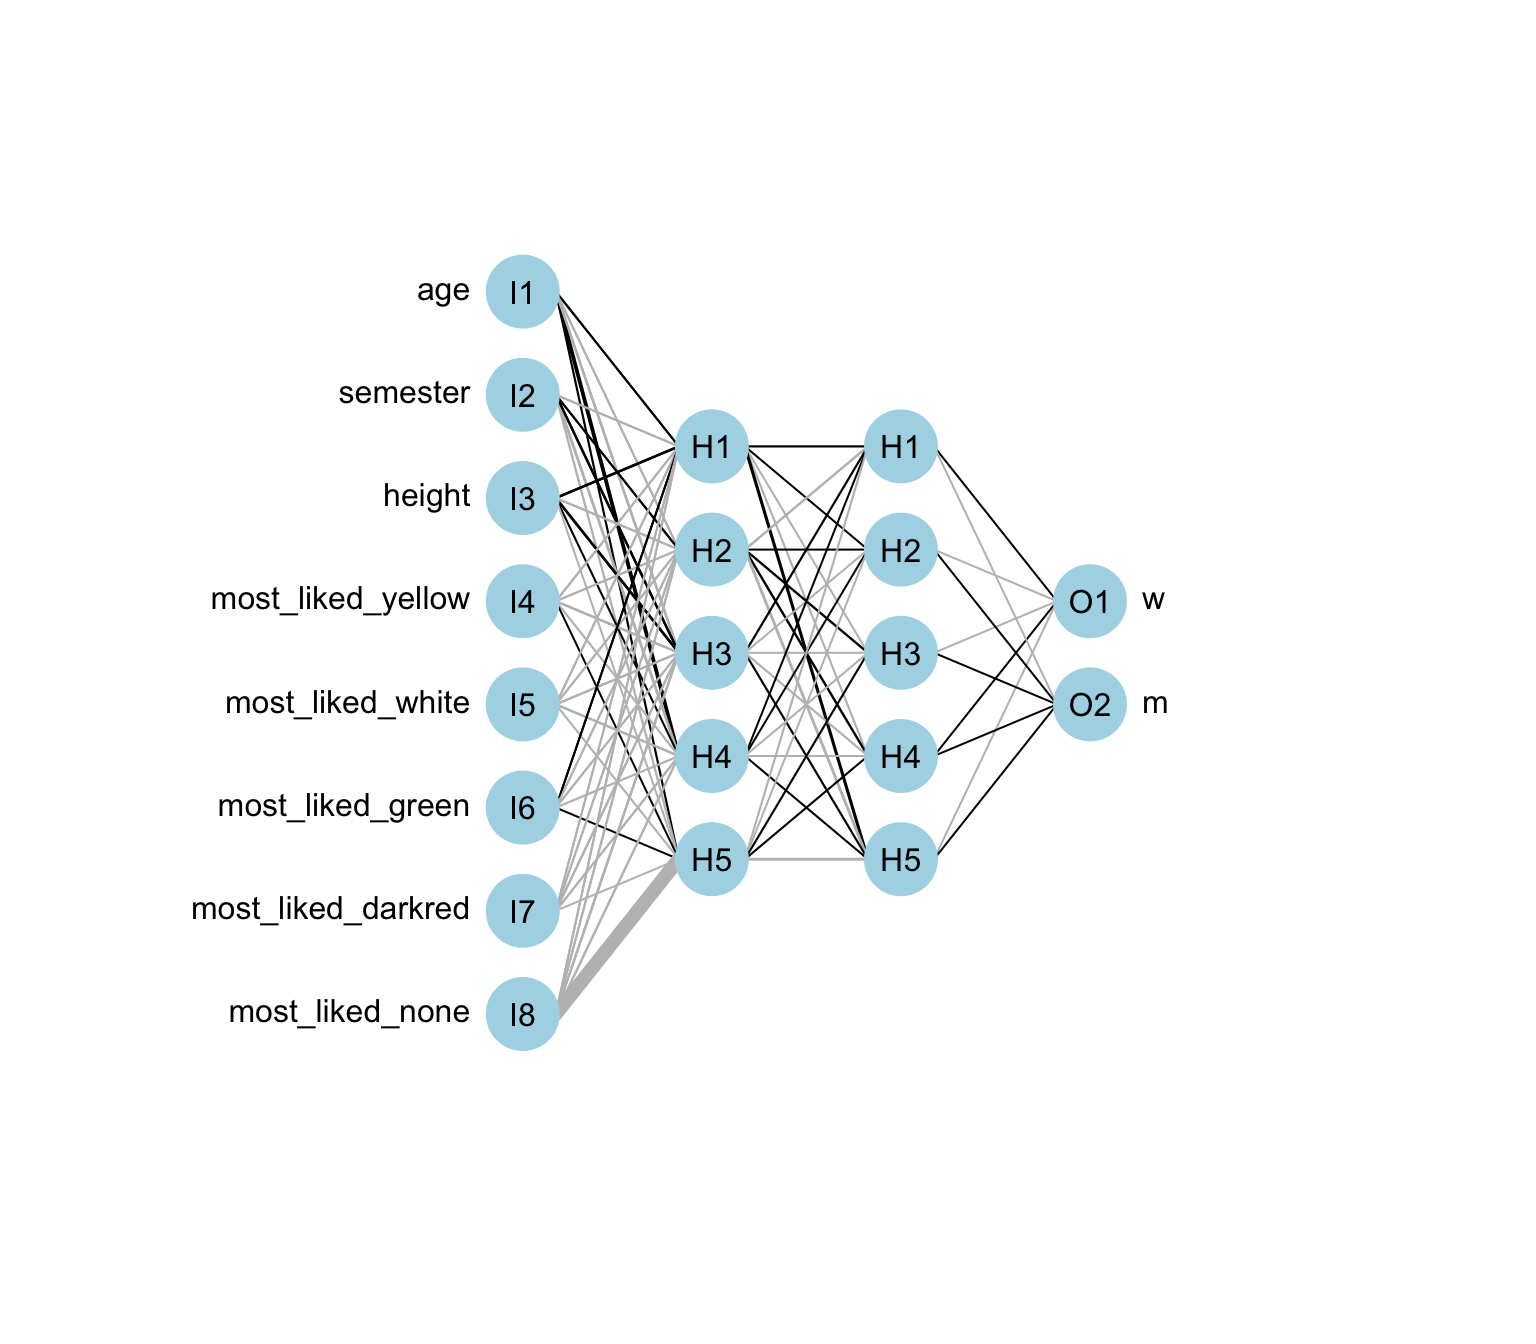 age I1
semester I2
height I3
most_liked_yellow I4
most_liked_white I5
most_liked_green I6
most_liked_darkred I7
most_liked_none I8
H1
H2
H3
H4
H5
H1
H2
H3
H4
H5
O1 w
O2 m